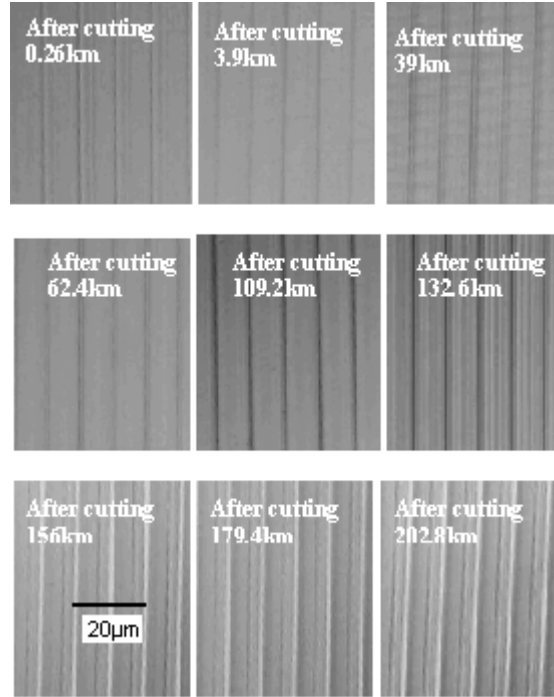 After cutting
0.26km
After cutting
3.9km
After cutting
39km
After cutting
62.4km
After cutting
109.2km
After cutting
132.6km
After cutting
156km
After cutting
179.4km
After cutting
202.8km
20µm